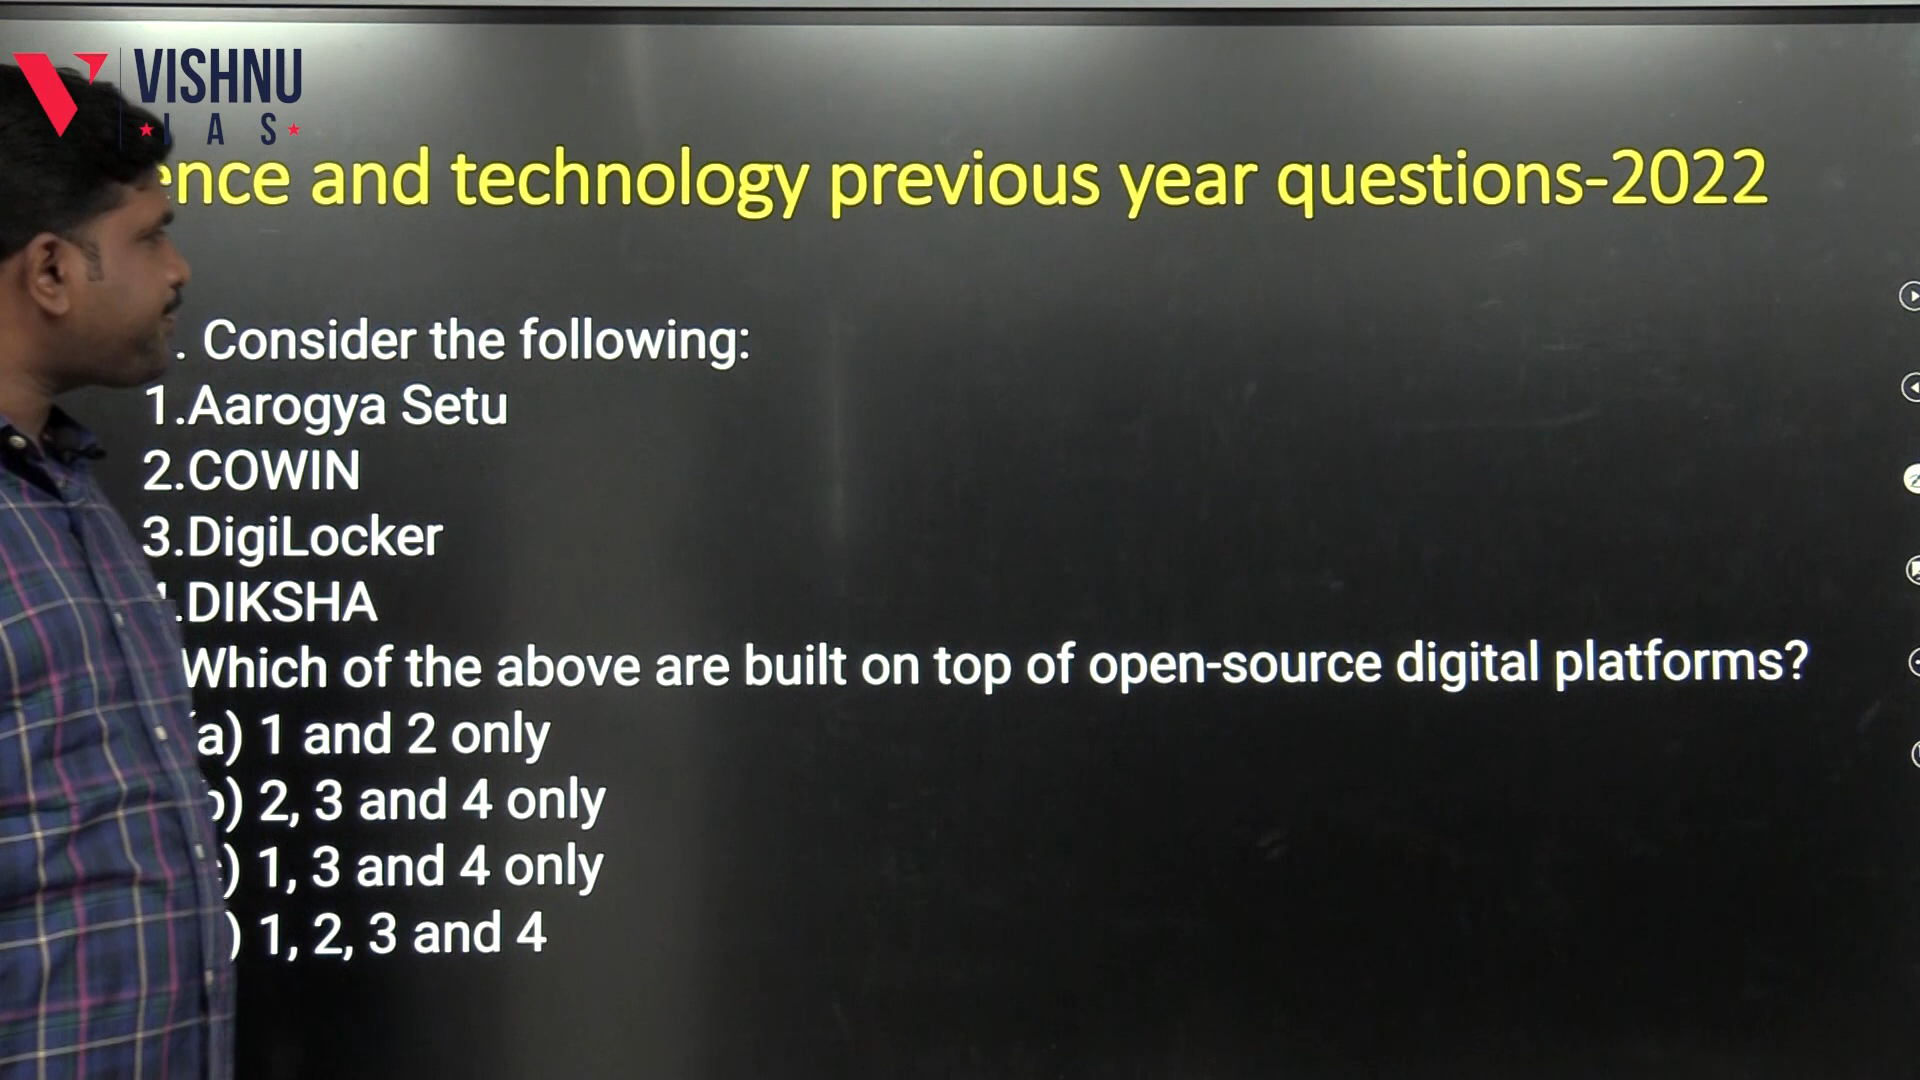 VISHNU
IAS
ence and technology previous year questions-2022
. Consider the following:
1.Aarogya Setu
2.COWIN
3.DigiLocker
.DIKSHA
Which of the above are built on top of open-source digital platforms?
a) 1 and 2 only
b) 2, 3 and 4 only
) 1, 3 and 4 only
) 1, 2, 3 and 4